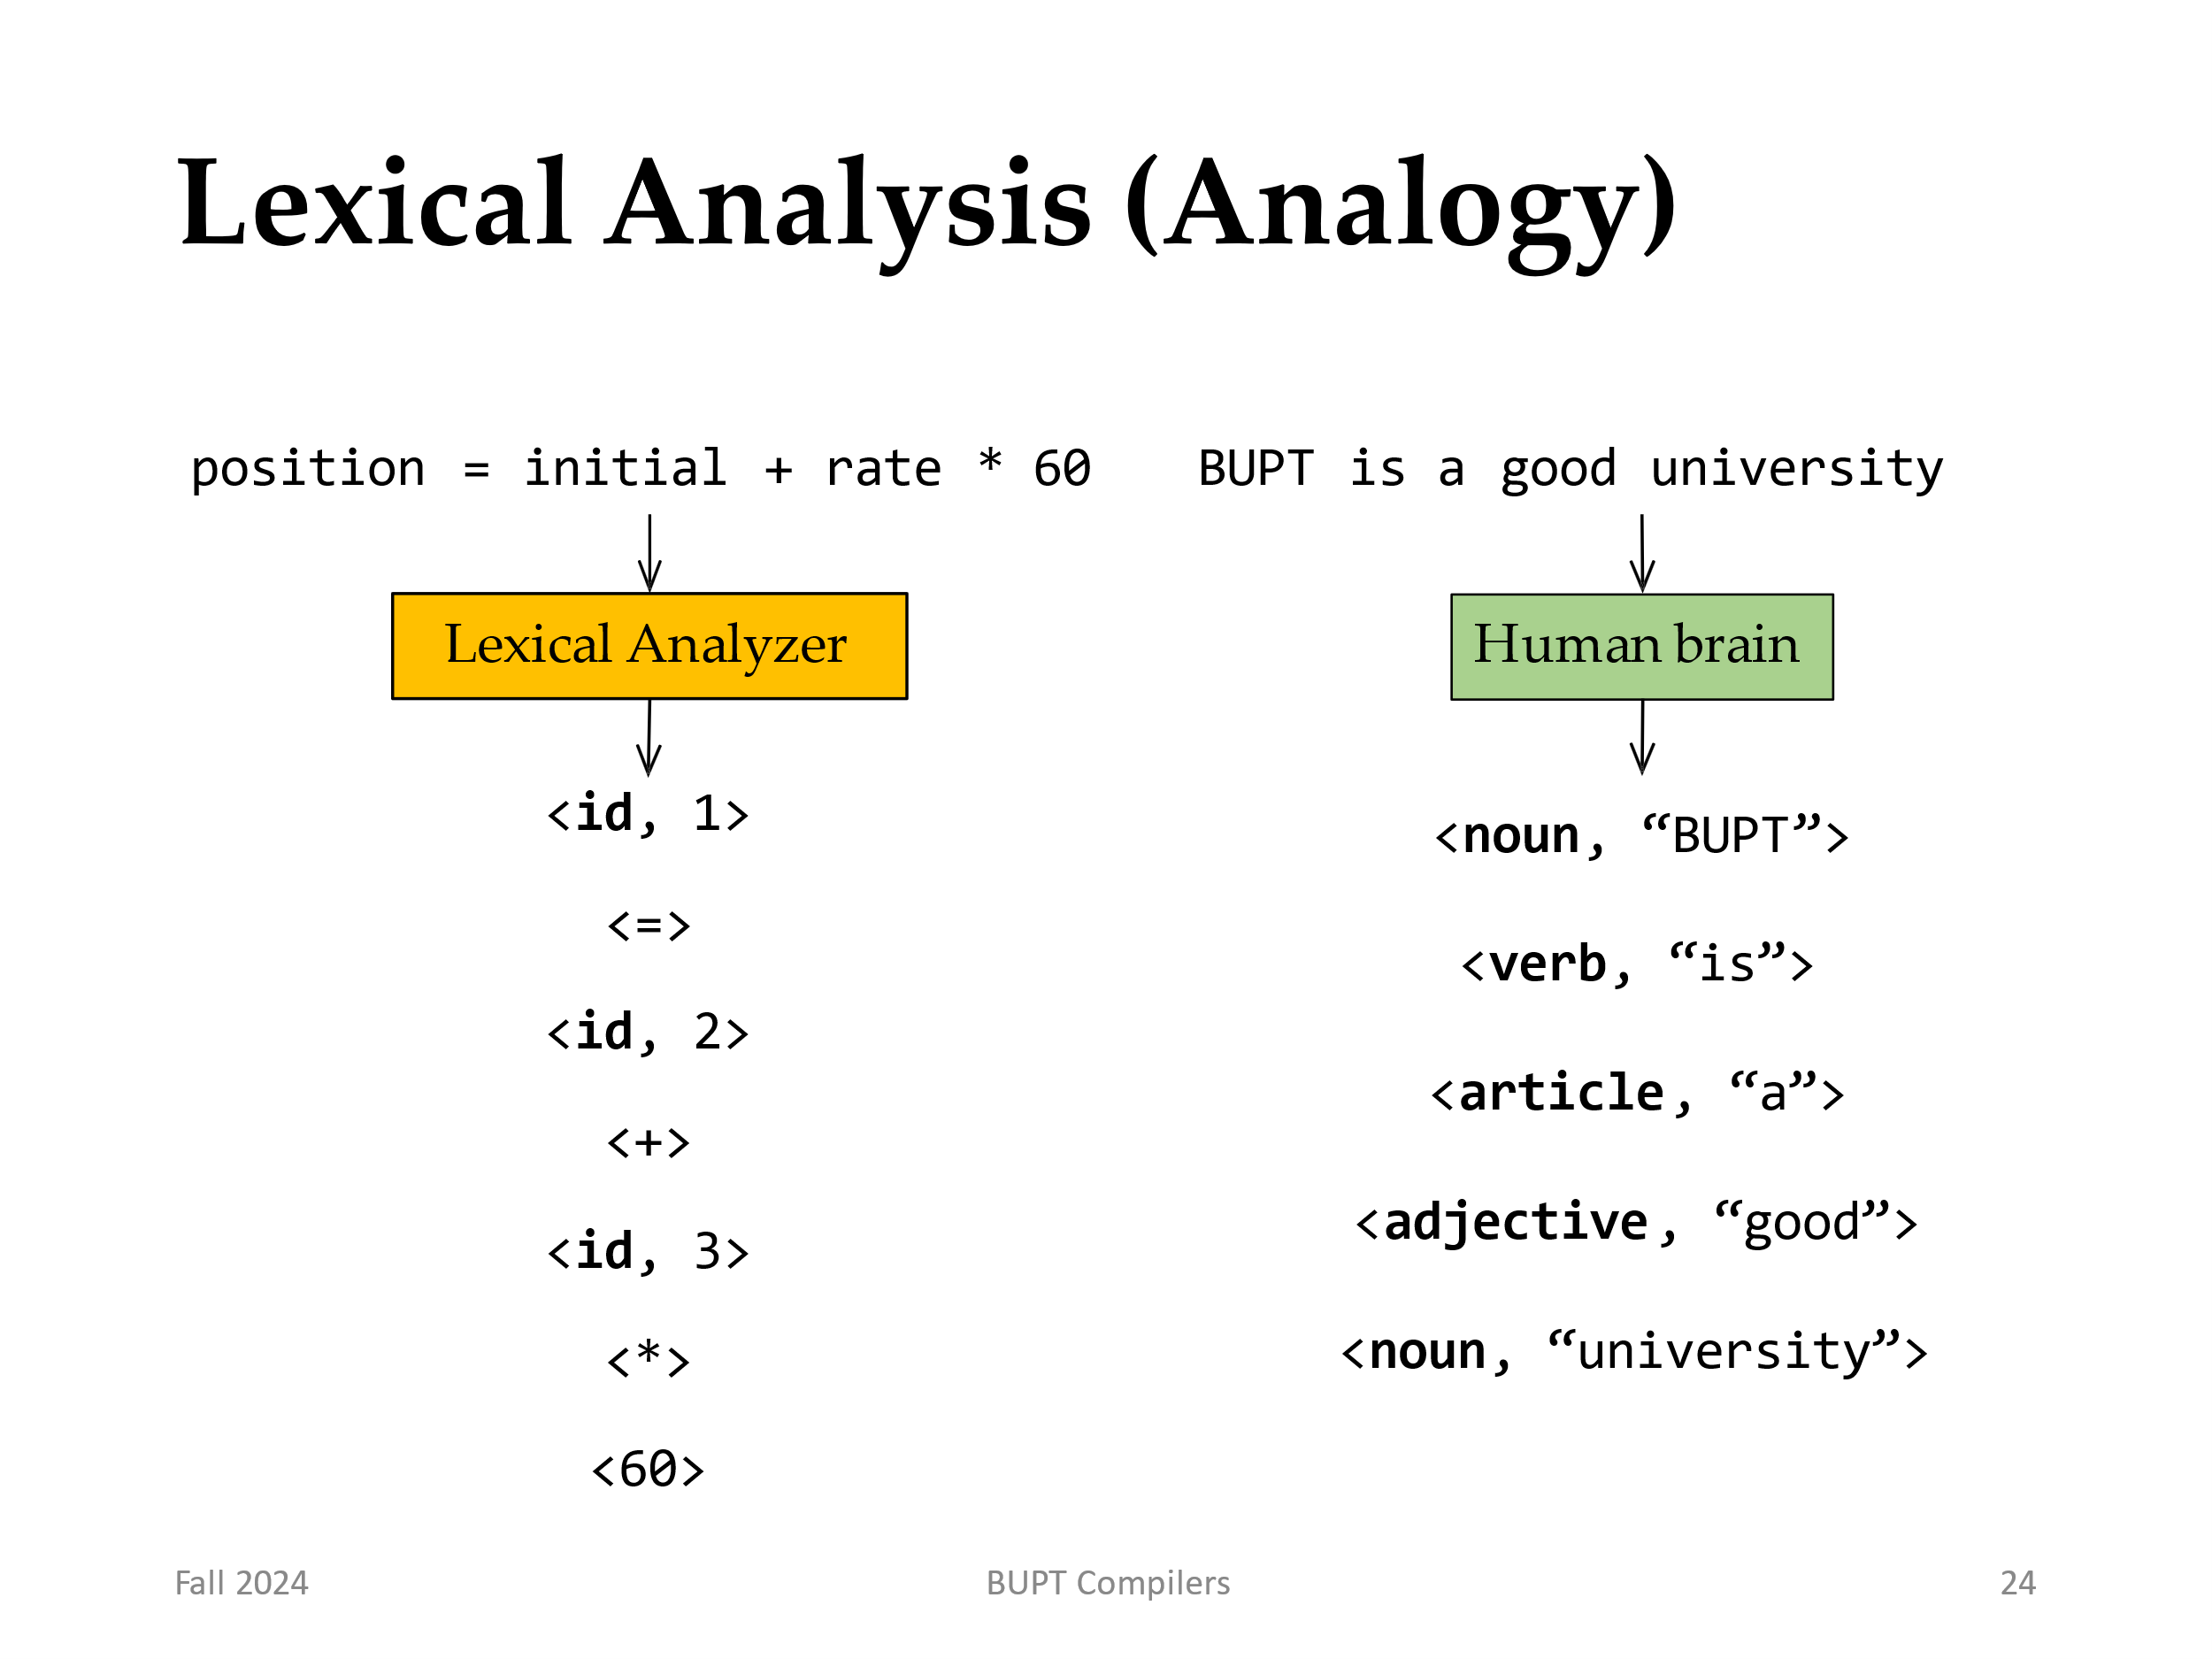 Lexical Analysis (Analogy)
position = initial + rate * 60
Lexical Analyzer
<id, 1>
<=>
<id, 2>
<+>
<id, 3>
<*>
<60>
BUPT is a good university
Human brain
<noun, “BUPT”>
<verb, “is”>
<article, “a”>
<adjective, “good”>
<noun, “university”>
Fall 2024
BUPT Compilers
24